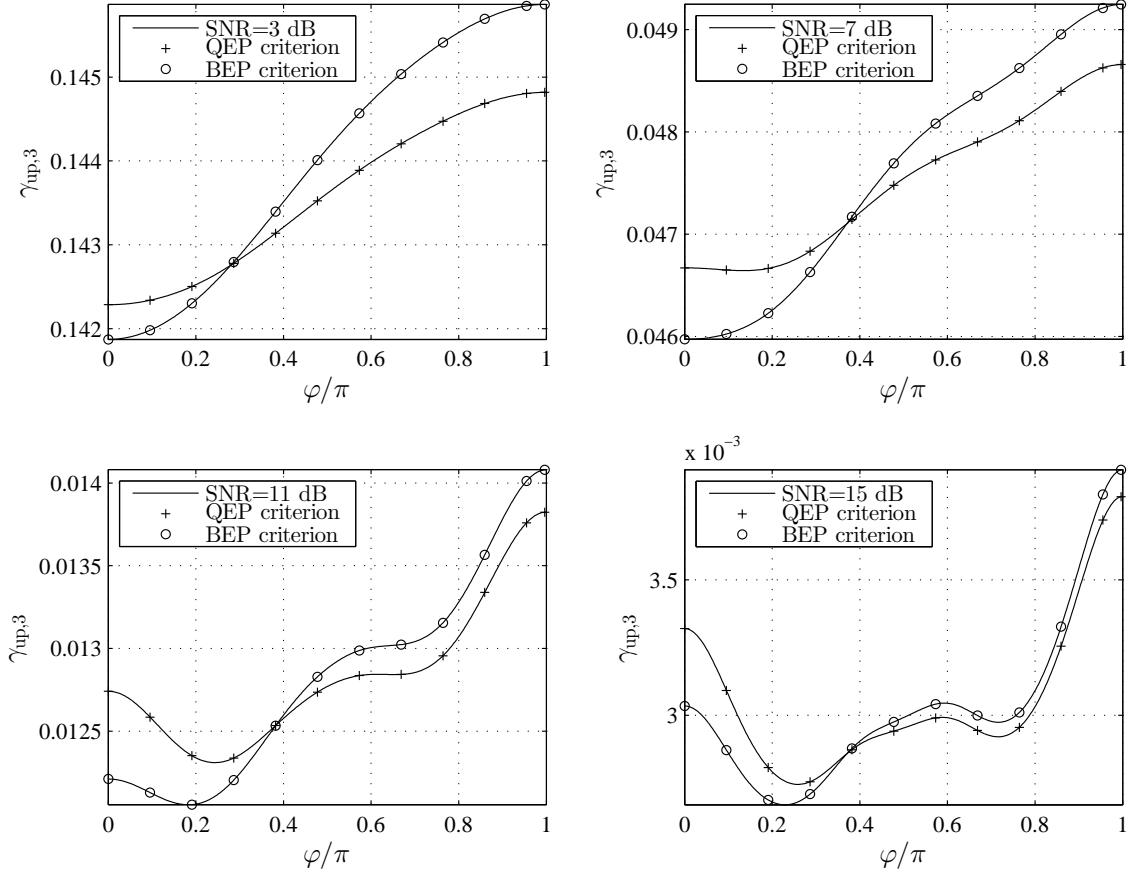 SNR=3 dB
QEP criterion
BEP criterion
0.145
0.144
0.143
0.142
γup,3
0 0.2 0.4 0.6 0.8 1
φ/π
SNR=7 dB
QEP criterion
BEP criterion
0.049
0.048
0.047
0.046
γup,3
0 0.2 0.4 0.6 0.8 1
φ/π
SNR=11 dB
QEP criterion
BEP criterion
0.014
0.0135
0.013
0.0125
γup,3
0 0.2 0.4 0.6 0.8 1
φ/π
x 10−3
SNR=15 dB
QEP criterion
BEP criterion
3.5
3
γup,3
0 0.2 0.4 0.6 0.8 1
φ/π